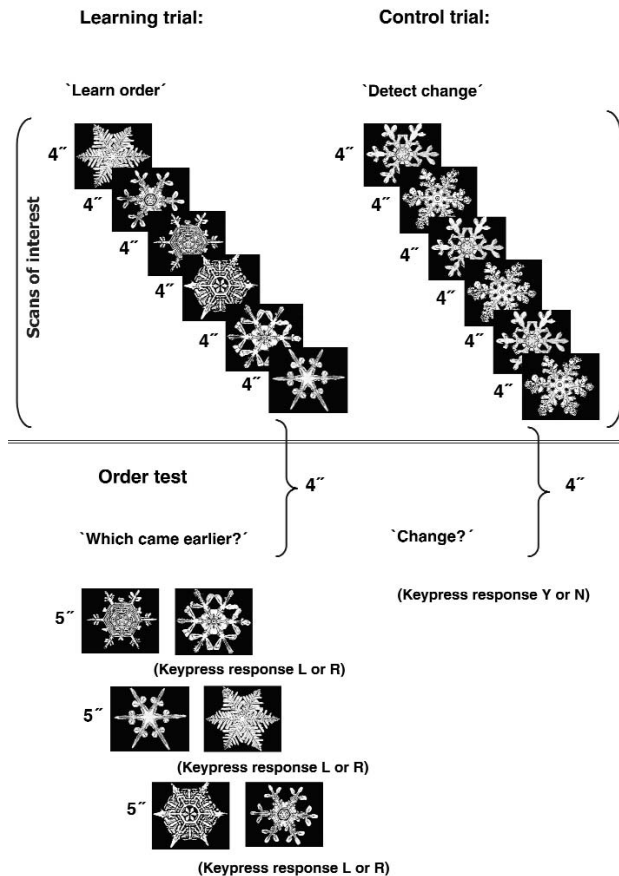 Learning trial:
Control trial:
`Learn order´
`Detect change´
Scans of interest
4˝
4˝
4˝
4˝
4˝
4˝
4˝
4˝
4˝
4˝
4˝
4˝
Order test
4˝
4˝
`Which came earlier?´
`Change?´
(Keypress response Y or N)
5˝
(Keypress response L or R)
5˝
(Keypress response L or R)
5˝
(Keypress response L or R)